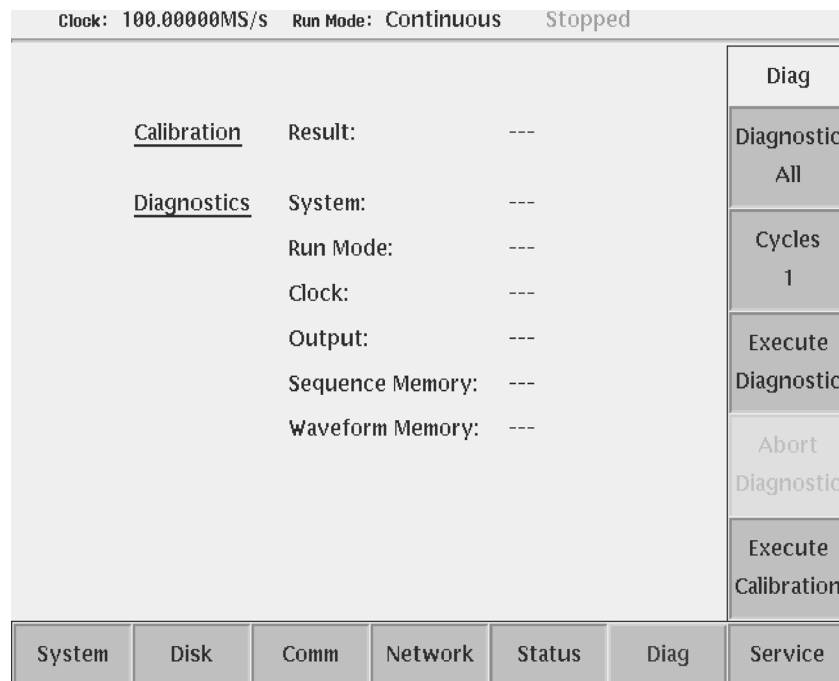 Clock: 100.00000MS/s Run Mode: Continuous Stopped
Diag
Calibration Result: ---
Diagnostic
All
Diagnostics System: ---
Run Mode: ---
Cycles
1
Clock: ---
Output: ---
Execute
Diagnostic
Sequence Memory: ---
Waveform Memory: ---
Abort
Diagnostic
Execute
Calibration
System Disk Comm Network Status Diag Service